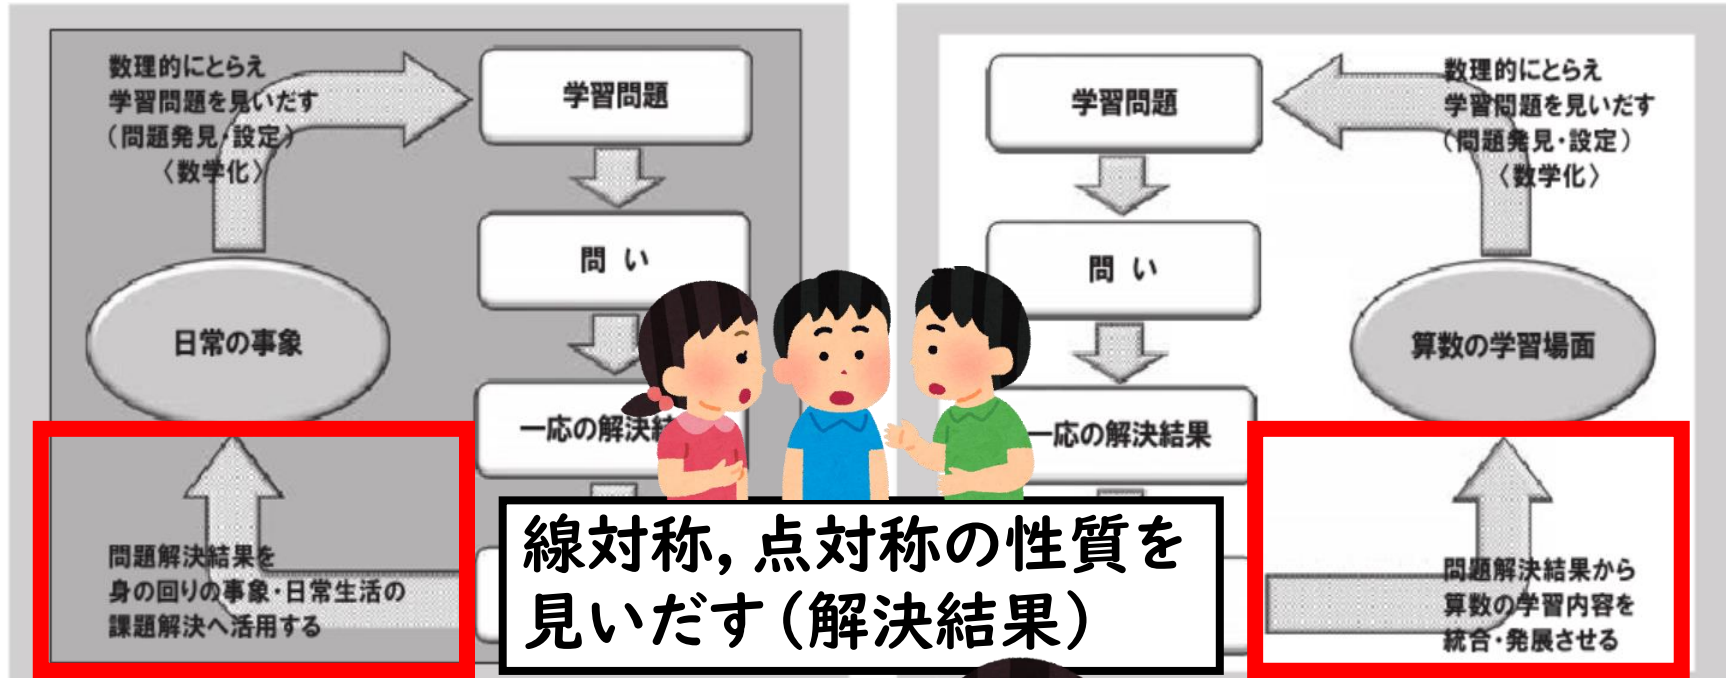 数理的にとらえ
学習問題を見いだす
（問題発見・設定）
〈数学化〉
学習問題
問 い
日常の事象
一応の解決結
問題解決結果を
身の回りの事象・日常生活の
課題解決へ活用する
学習問題
数理的にとらえ
学習問題を見いだす
（問題発見・設定）
〈数学化〉
問 い
算数の学習場面
一応の解決結果
問題解決結果から
算数の学習内容を
統合・発展させる
線対称，点対称の性質を
見いだす（解決結果）